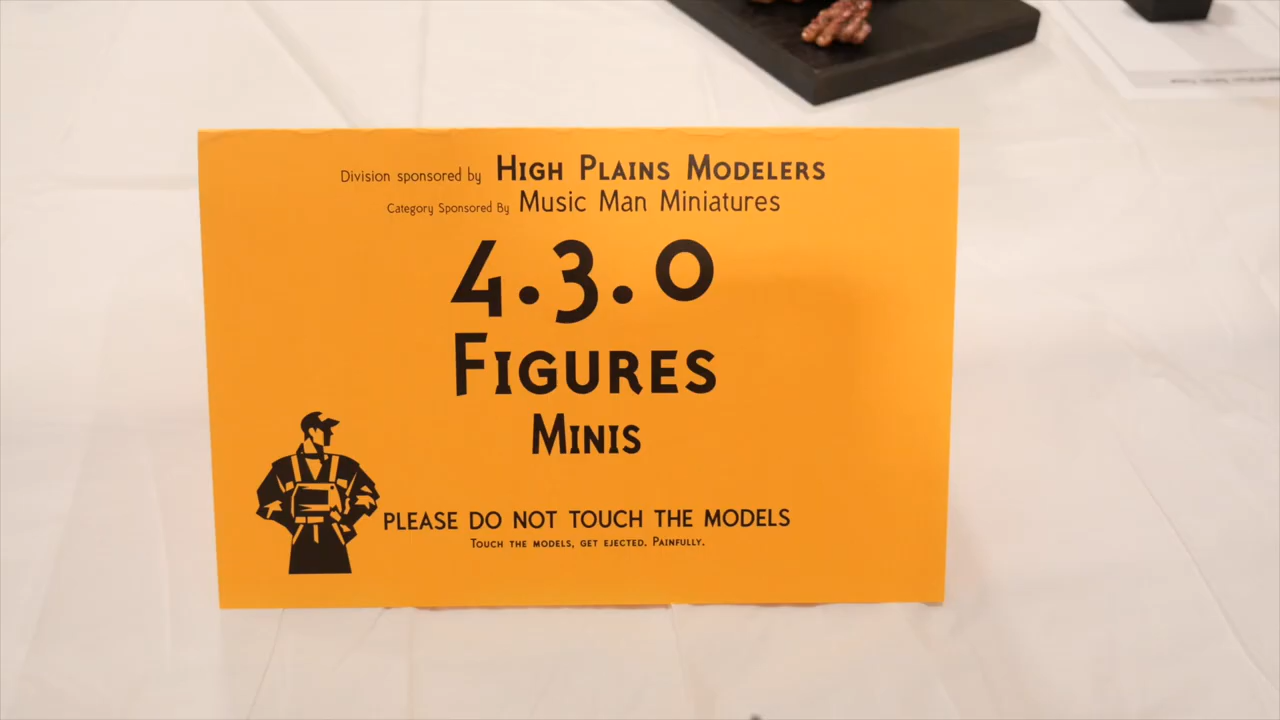 Division sponsored by High Plains Modelers
Category Sponsored By Music Man Miniatures
4.3.0
Figures
Minis
PLEASE DO NOT TOUCH THE MODELS
Touch the models, get ejected. Painfully.